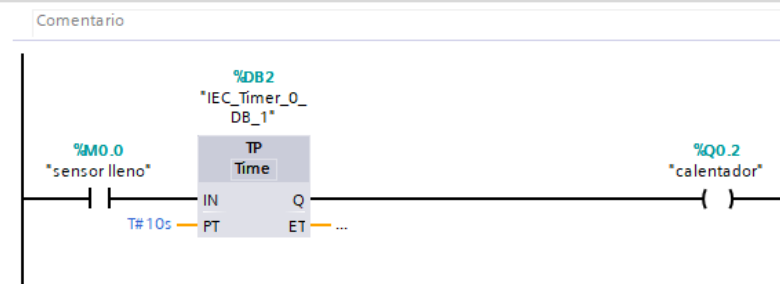 Comentario
%DB2
"IEC_Timer_0_
DB_1"
%M0.0
"sensor lleno"
TP
Time
%Q0.2
"calentador"
IN
Q
T#10s
PT
ET
...